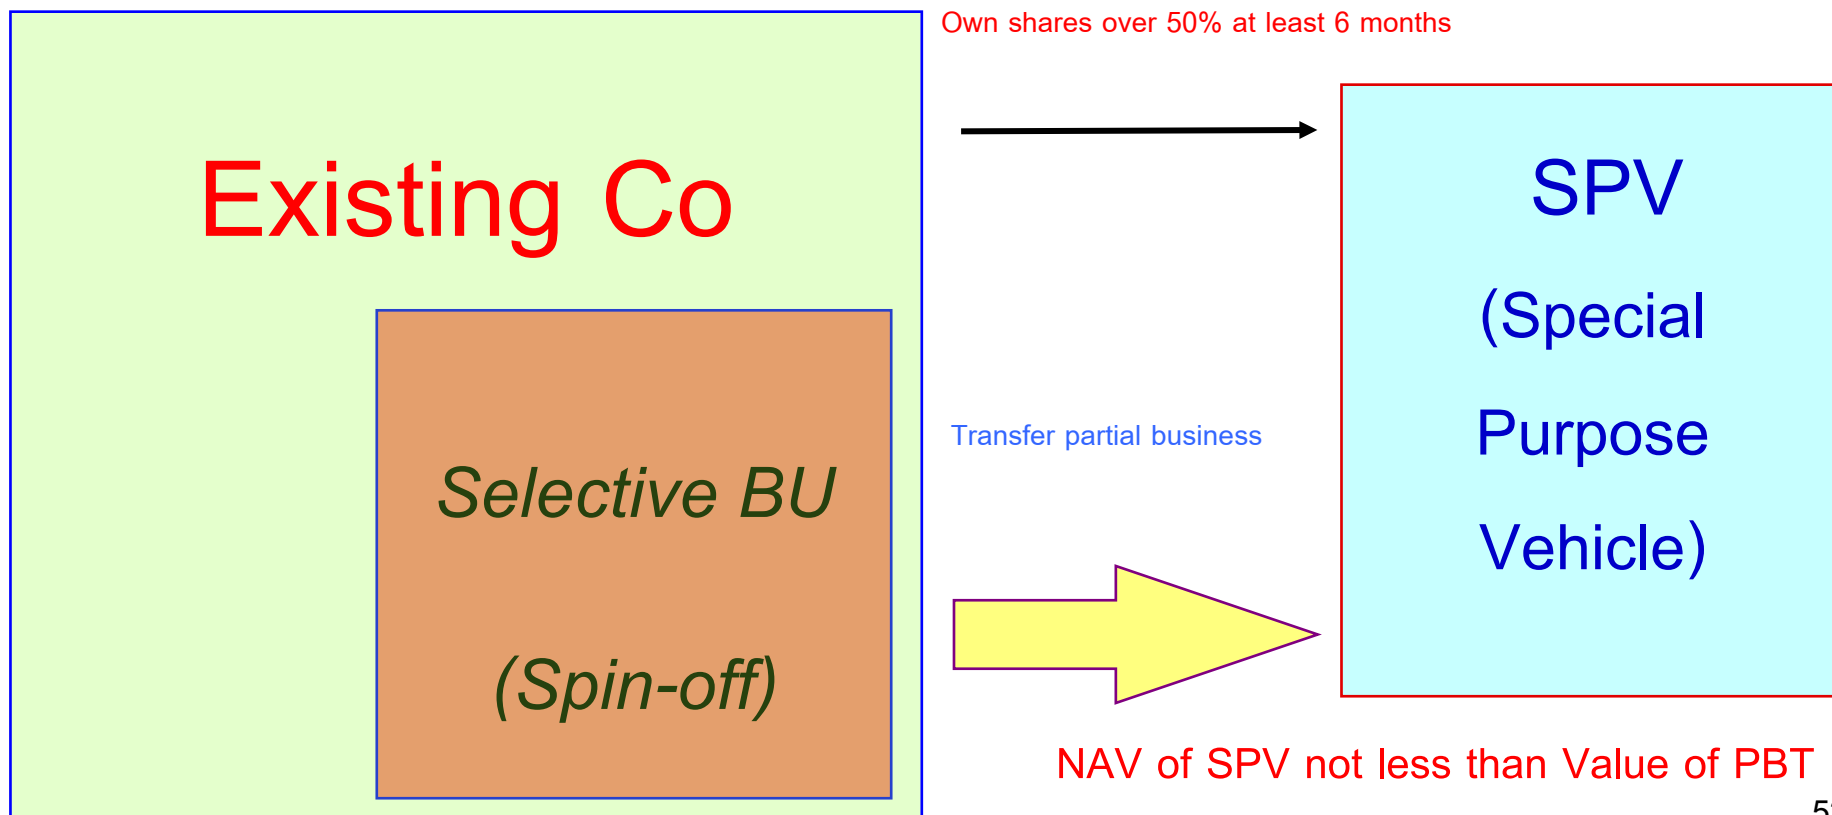 Own shares over 50% at least 6 months
Existing Co
SPV
(Special
Purpose
Vehicle)
Transfer partial business
Selective BU
(Spin-off)
NAV of SPV not less than Value of PBT